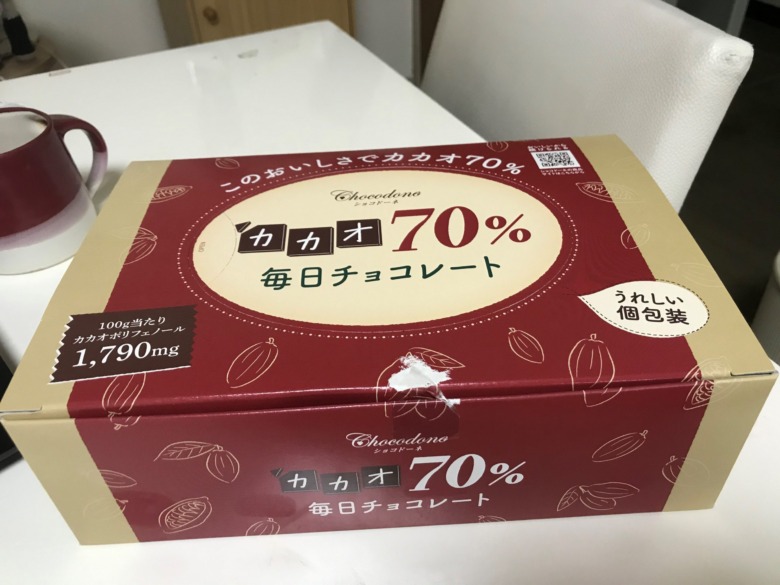 このおいしさでカカオ70%
Chocodono
ショコドーネ
カカオ70%
毎日チョコレート
100g当たり
カカオポリフェノール
1,790mg
うれしい
個包装
Chocodono
ショコドーネ
カカオ70%
毎日チョコレート